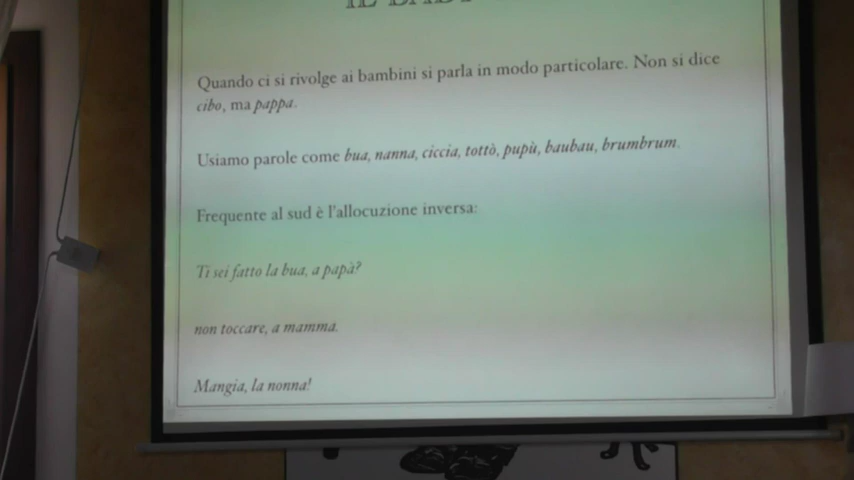 Quando ci si rivolge ai bambini si parla in modo particolare. Non si dice
cibo, ma pappa.
Usiamo parole come bua, nanna, ciccia, tottò, pupù, baubau, brumbrum.
Frequente al sud è l'allocuzione inversa:
Ti sei fatto la bua, a papà?
non toccare, a mamma.
Mangia, la nonna!